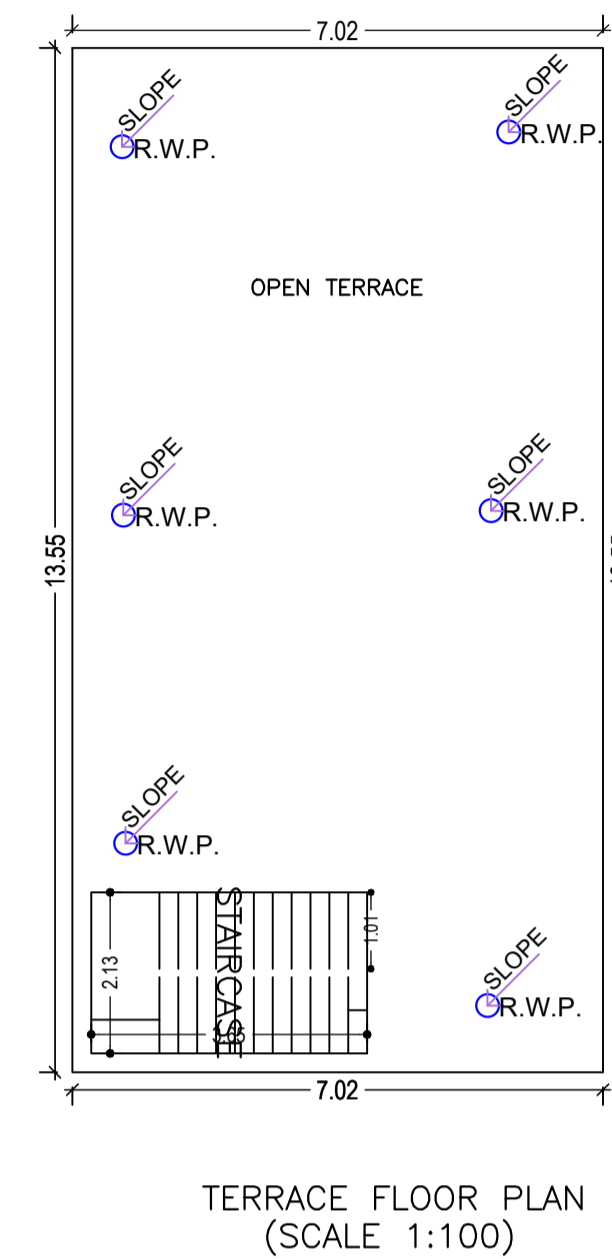 7.02
SLOPE
R.W.P.
SLOPE
R.W.P.
OPEN TERRACE
SLOPE
R.W.P.
SLOPE
R.W.P.
13.55
SLOPE
R.W.P.
STAIRCASE
2.13
1.01
SLOPE
R.W.P.
7.02
TERRACE FLOOR PLAN
(SCALE 1:100)